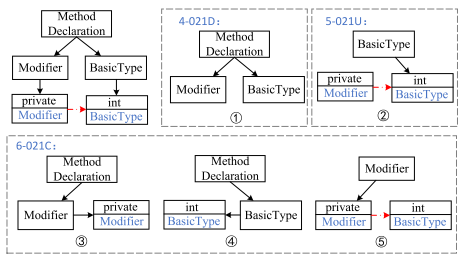 Method
Declaration
Modifier
BasicType
private
Modifier
int
BasicType
4-021D:
Method
Declaration
Modifier
BasicType
①
5-021U:
BasicType
private
Modifier
int
BasicType
②
6-021C:
Method
Declaration
Modifier
private
Modifier
③
Method
Declaration
int
BasicType
BasicType
④
Modifier
private
Modifier
int
BasicType
⑤